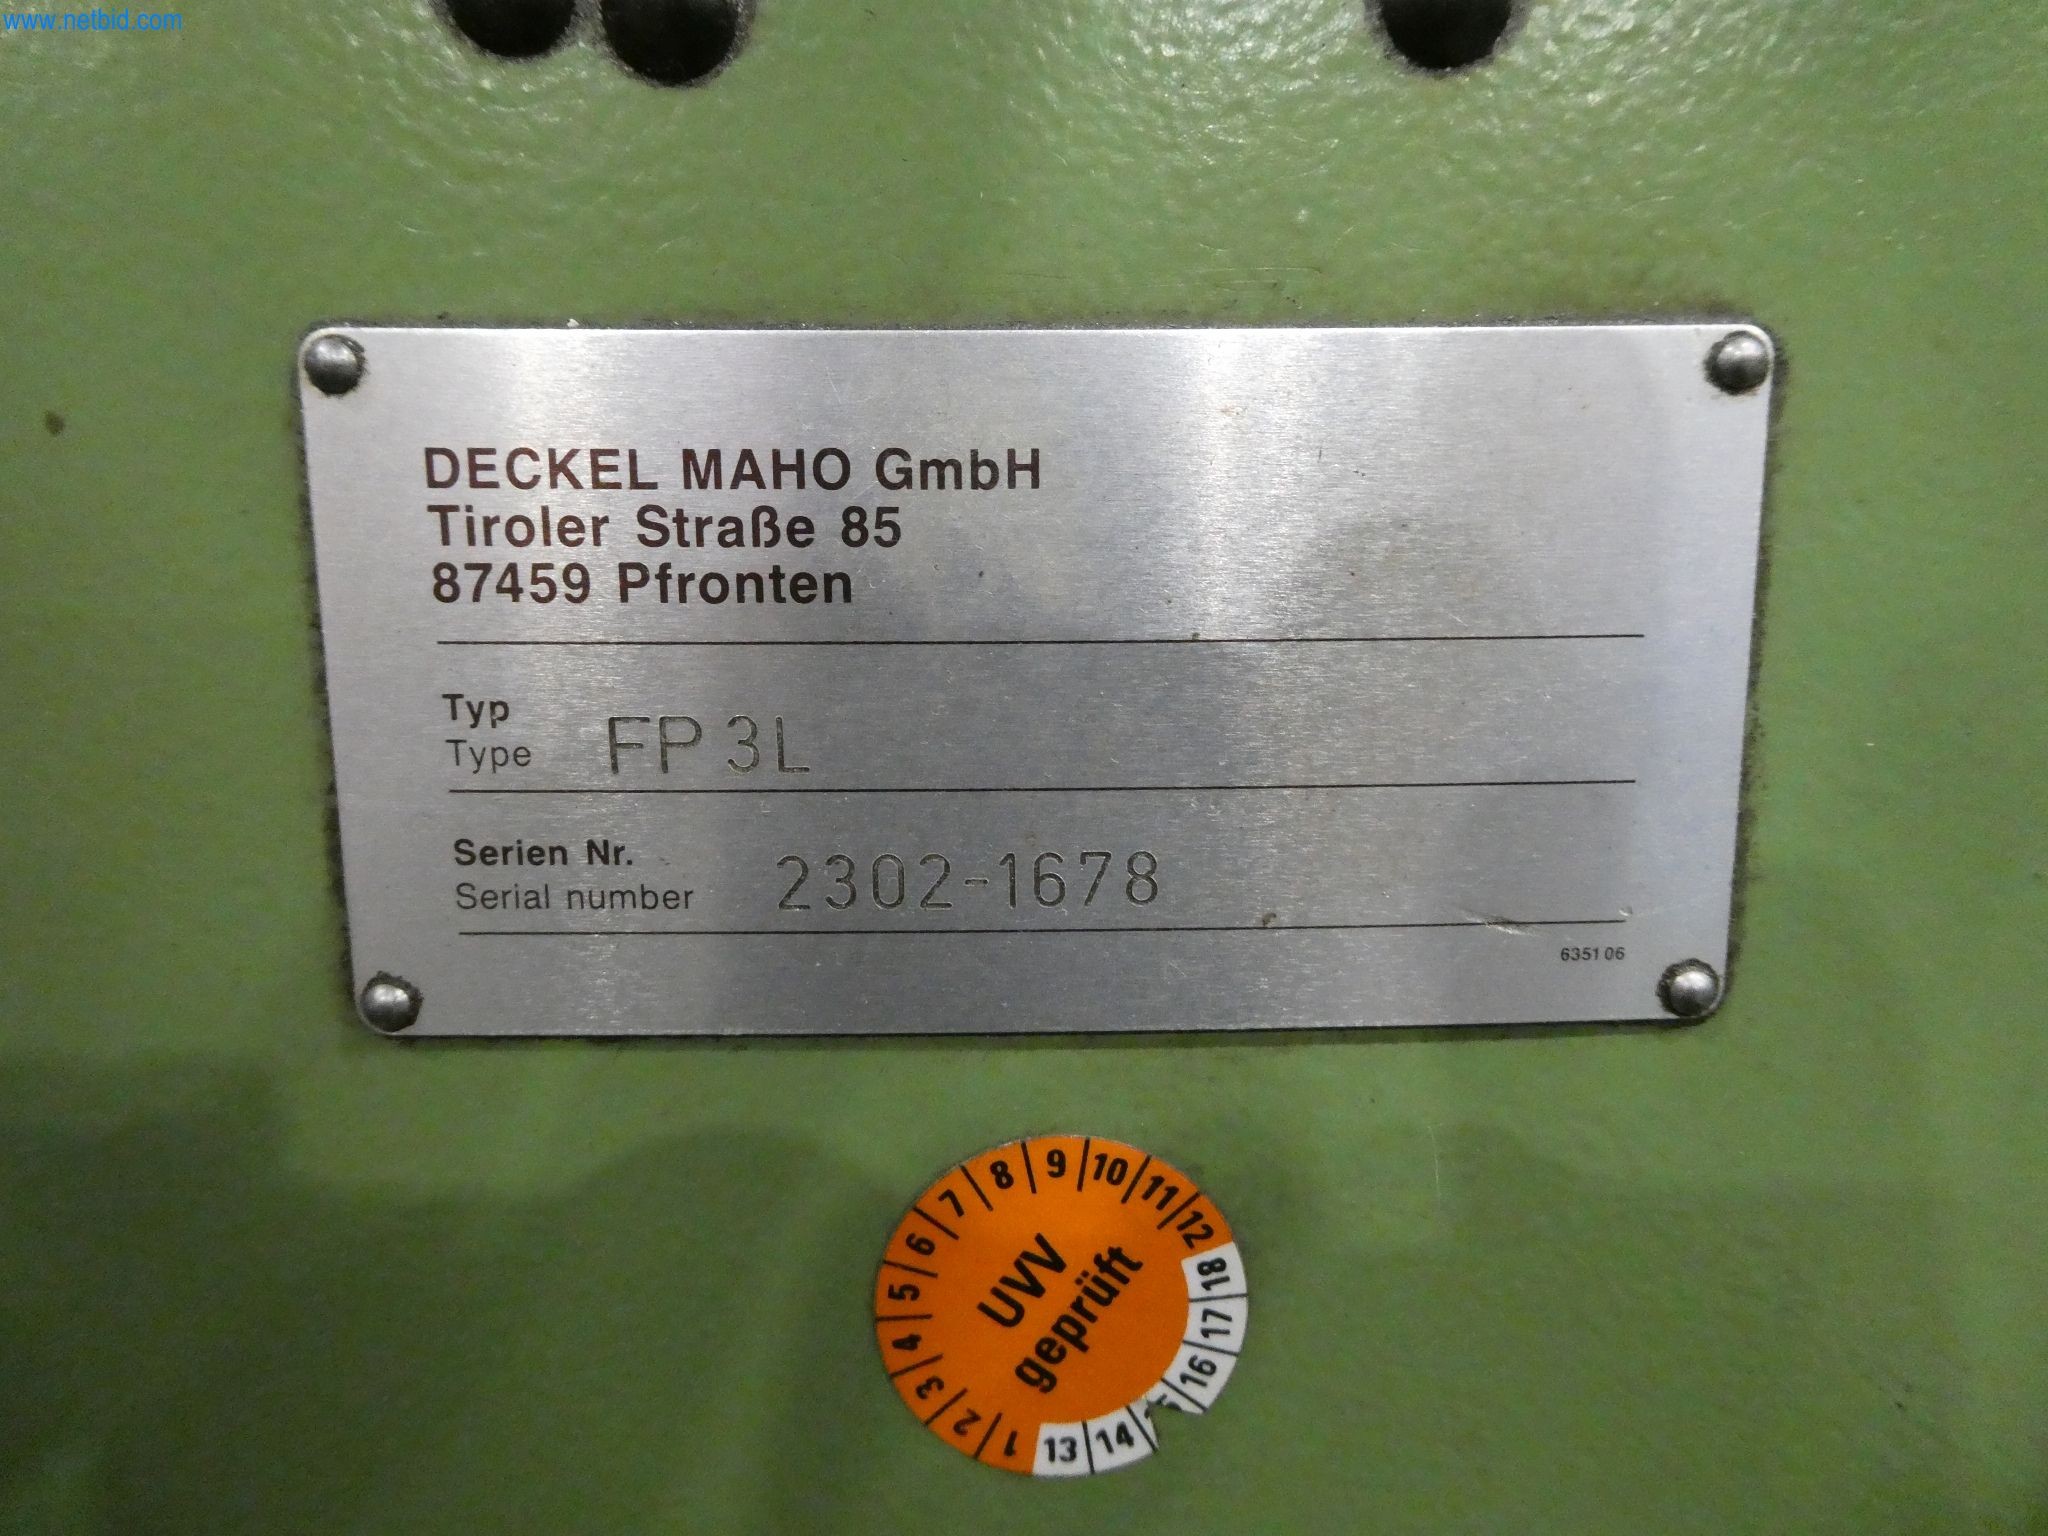 www.netbid.com
DECKEL MAHO GmbH
Tiroler Straße 85
87459 Pfronten
Typ
Type FP 3L
Serien Nr.
Serial number 2302-1678
635106
1 2 3 4 5 6 7 8 9 10 11 12
UVV
geprüft
13 14 16 17 18